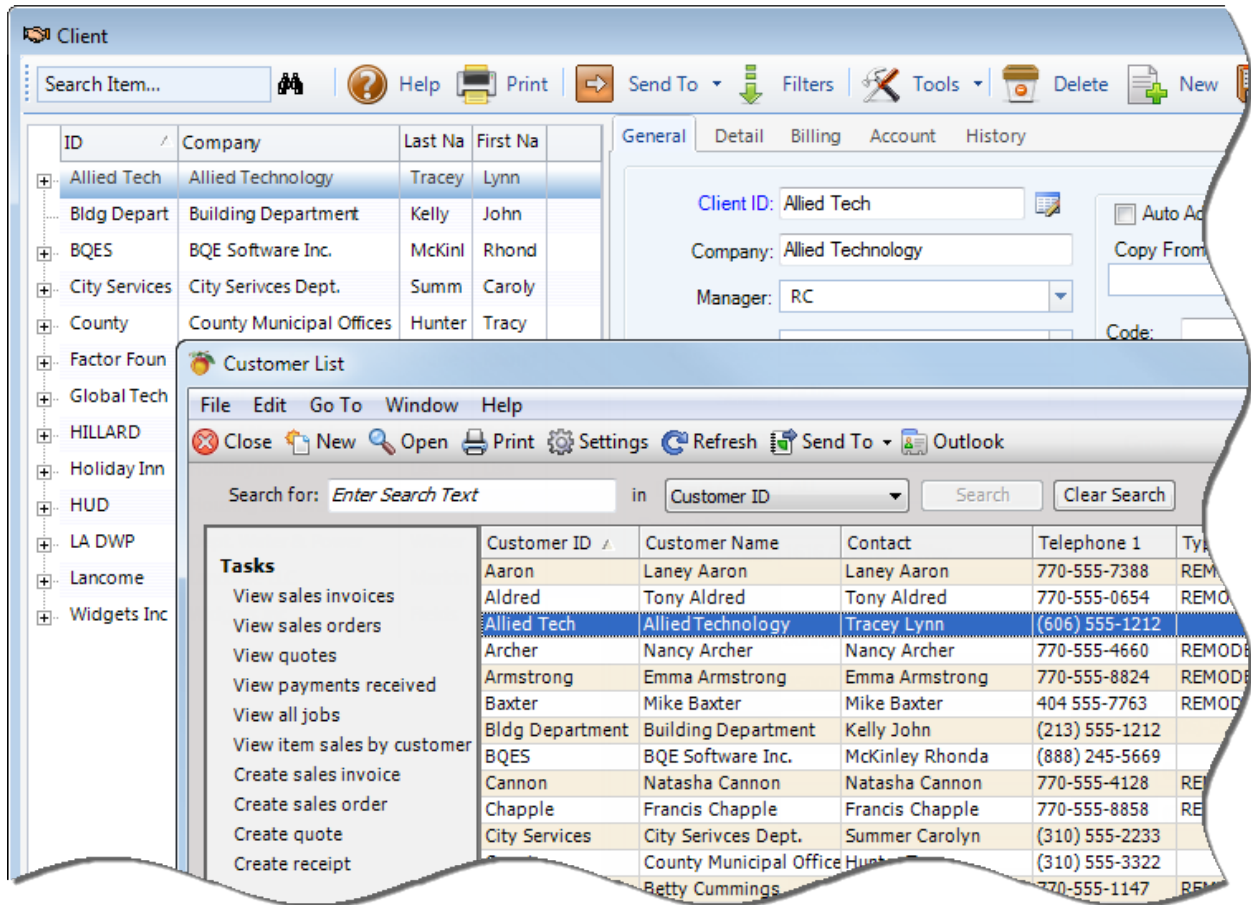 Client
Search Item... Help Print Send To Filters Tools Delete New
ID Company Last Na First Na
Allied Tech Allied Technology Tracey Lynn
Bldg Depart Building Department Kelly John
BQES BQE Software Inc. McKinl Rhond
City Services City Serivces Dept. Summ Caroly
County County Municipal Offices Hunter Tracy
Factor Foun
Global Tech
HILLARD
Holiday Inn
HUD
LA DWP
Lancome
Widgets Inc
General Detail Billing Account History
Client ID: Allied Tech
Company: Allied Technology
Manager: RC
Auto Ad
Copy From
Code:
Customer List
File Edit Go To Window Help
Close New Open Print Settings Refresh Send To Outlook
Search for: Enter Search Text in Customer ID Search Clear Search
Tasks
View sales invoices
View sales orders
View quotes
View payments received
View all jobs
View item sales by customer
Create sales invoice
Create sales order
Create quote
Create receipt
Customer ID Customer Name Contact Telephone 1 Typ
Aaron Laney Aaron Laney Aaron 770-555-7388 REM
Aldred Tony Aldred Tony Aldred 770-555-0654 REMO
Allied Tech Allied Technology Tracey Lynn (606) 555-1212
Archer Nancy Archer Nancy Archer 770-555-4660 REMODE
Armstrong Emma Armstrong Emma Armstrong 770-555-8824 REMODE
Baxter Mike Baxter Mike Baxter 404 555-7763 REMOD
Bldg Department Building Department Kelly John (213) 555-1212
BQES BQE Software Inc. McKinley Rhonda (888) 245-5669
Cannon Natasha Cannon Natasha Cannon 770-555-4128 RE
Chapple Francis Chapple Francis Chapple 770-555-8858 RE
City Services City Serivces Dept. Summer Carolyn (310) 555-2233
County Municipal Office (310) 555-3322
Betty Cummings 770-555-1147 REM